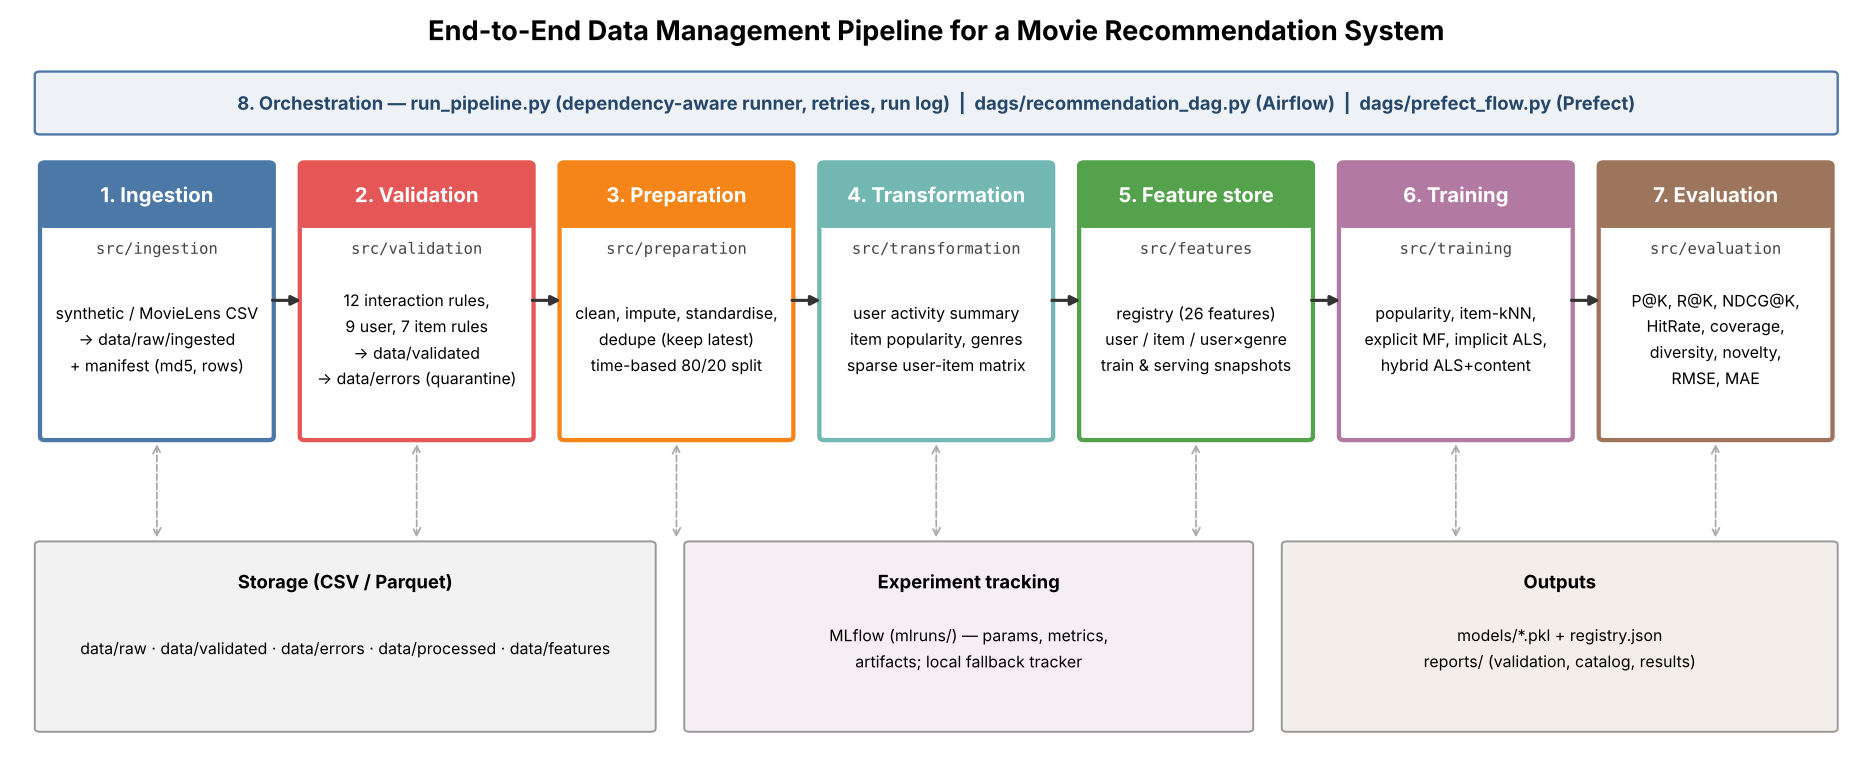 End-to-End Data Management Pipeline for a Movie Recommendation System
8. Orchestration — run_pipeline.py (dependency-aware runner, retries, run log) | dags/recommendation_dag.py (Airflow) | dags/prefect_flow.py (Prefect)
1. Ingestion
src/ingestion
synthetic / MovieLens CSV
→ data/raw/ingested
+ manifest (md5, rows)
2. Validation
src/validation
12 interaction rules,
9 user, 7 item rules
→ data/validated
→ data/errors (quarantine)
3. Preparation
src/preparation
clean, impute, standardise,
dedupe (keep latest)
time-based 80/20 split
4. Transformation
src/transformation
user activity summary
item popularity, genres
sparse user-item matrix
5. Feature store
src/features
registry (26 features)
user / item / user×genre
train & serving snapshots
6. Training
src/training
popularity, item-kNN,
explicit MF, implicit ALS,
hybrid ALS+content
7. Evaluation
src/evaluation
P@K, R@K, NDCG@K,
HitRate, coverage,
diversity, novelty,
RMSE, MAE
Storage (CSV / Parquet)
data/raw · data/validated · data/errors · data/processed · data/features
Experiment tracking
MLflow (mlruns/) — params, metrics,
artifacts; local fallback tracker
Outputs
models/*.pkl + registry.json
reports/ (validation, catalog, results)